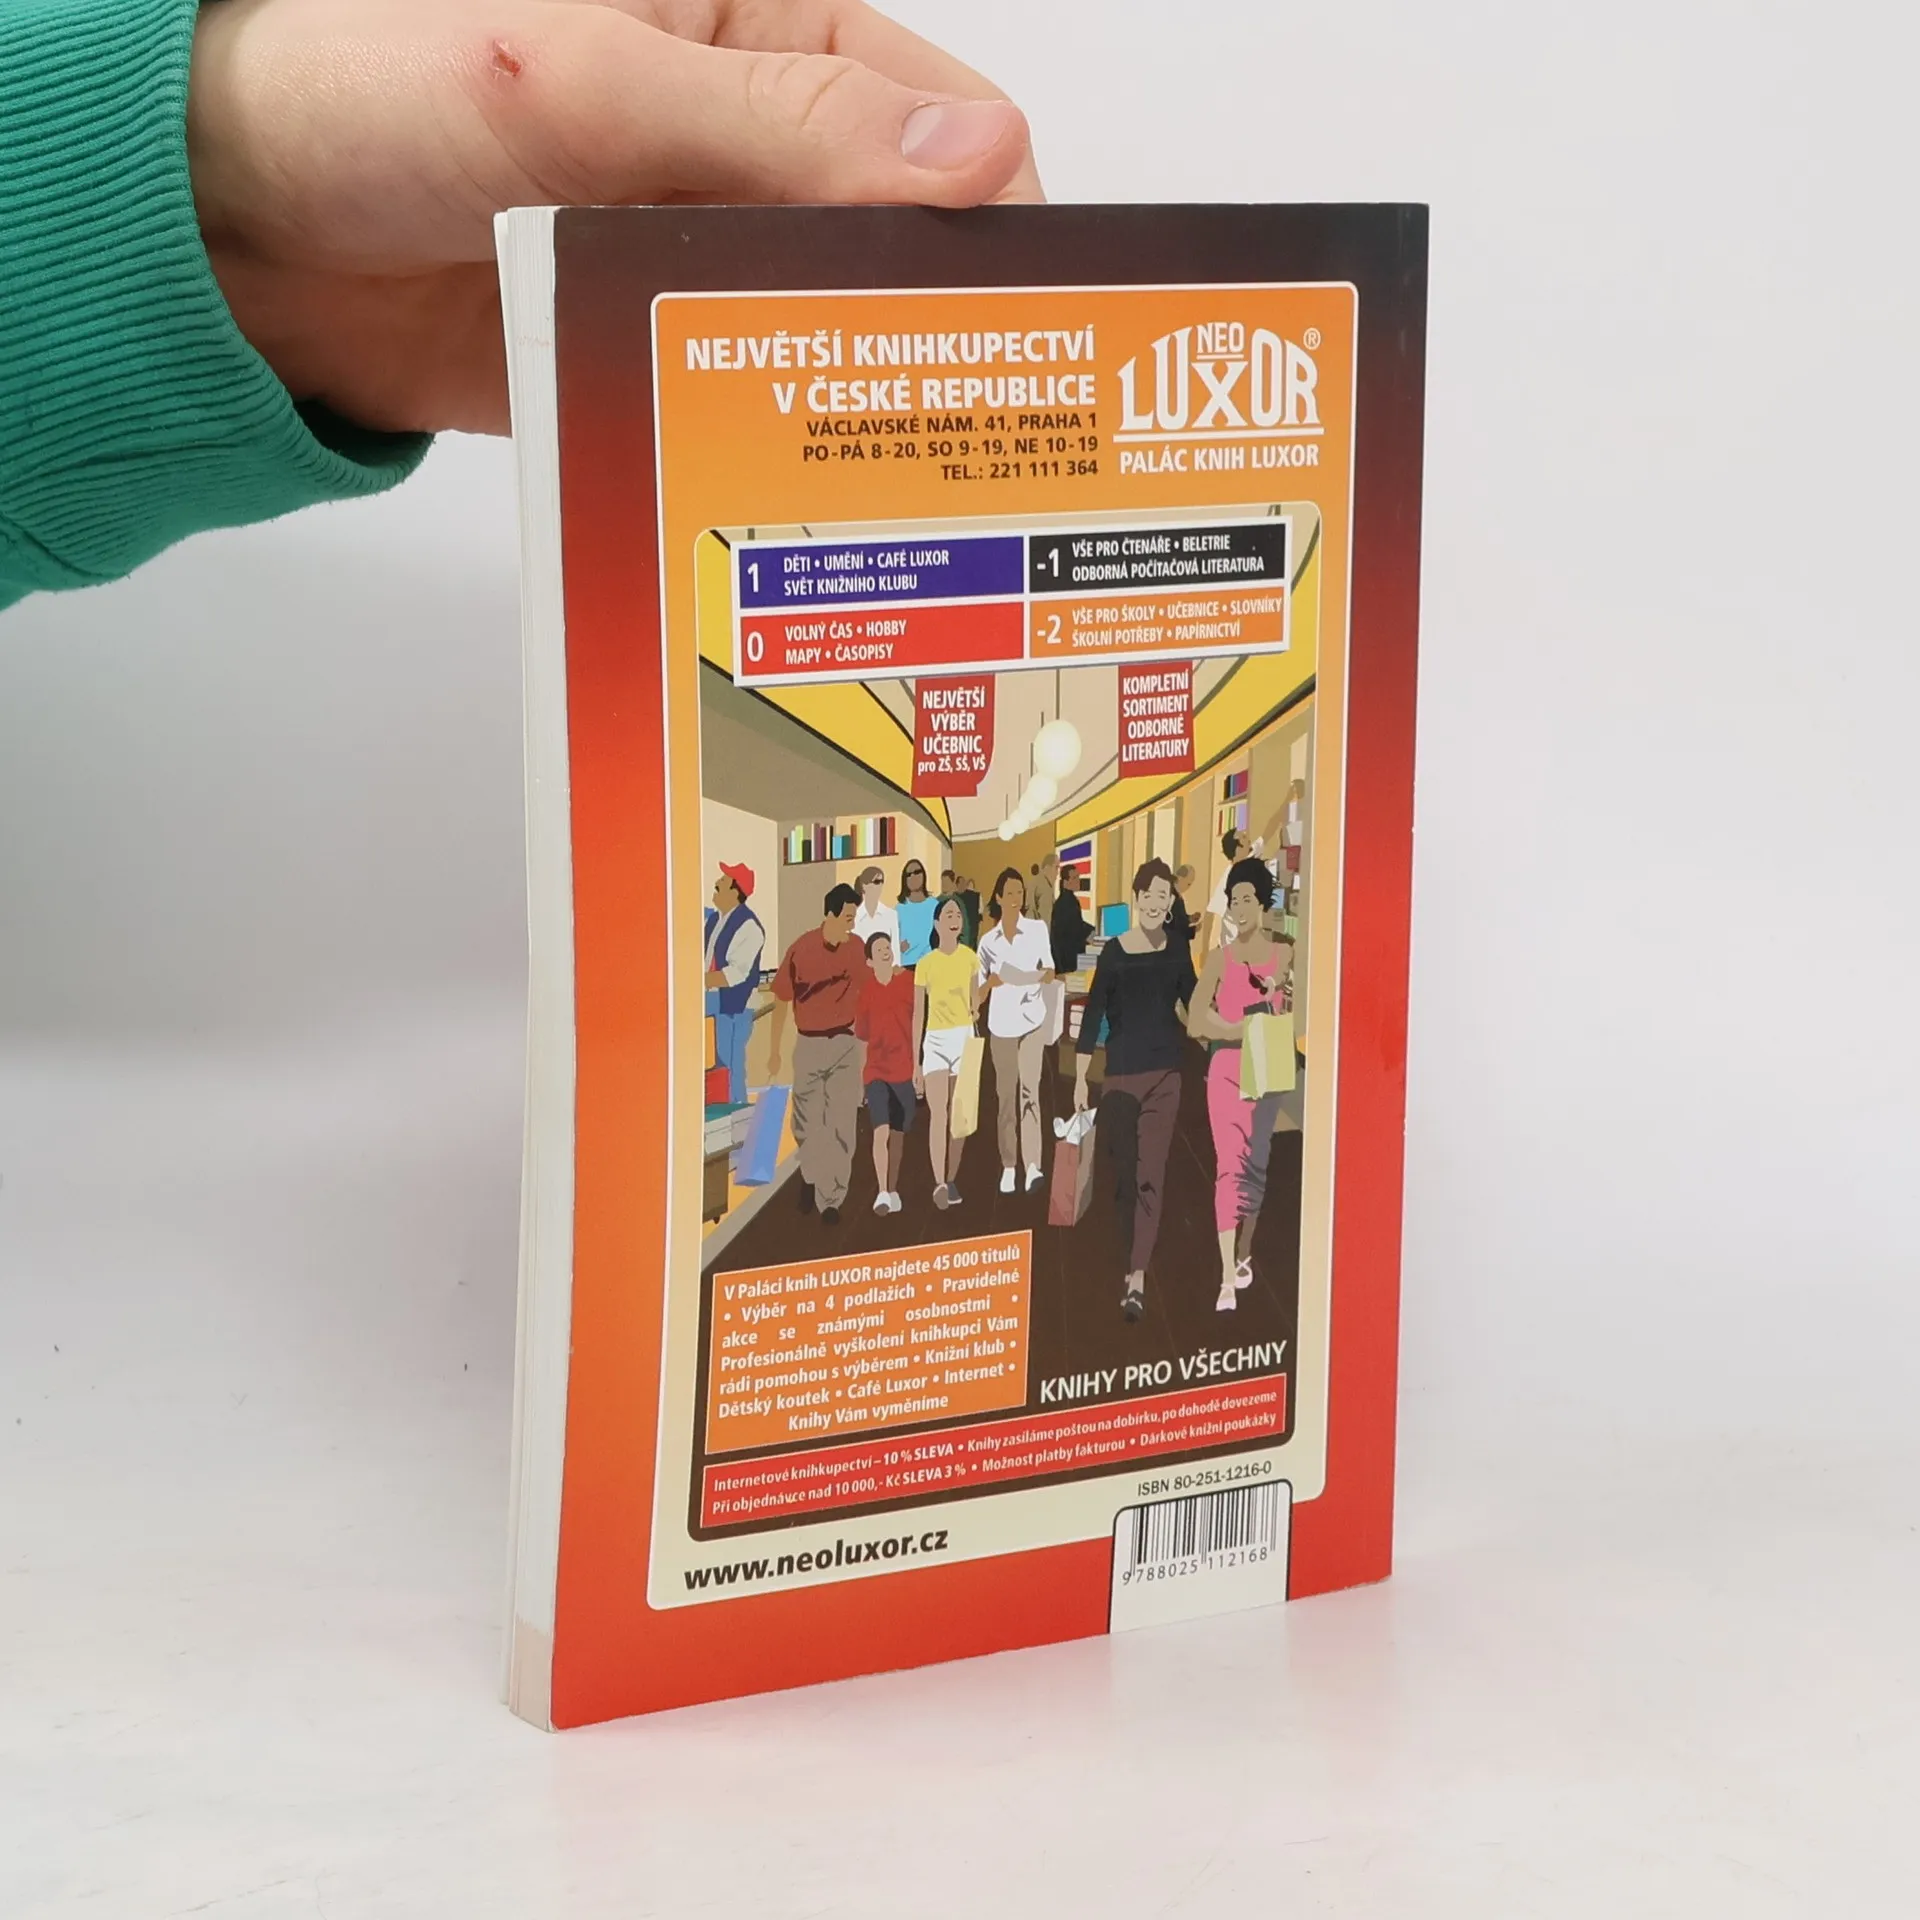 NEJVĚTŠÍ KNIHKUPECTVÍ
V ČESKÉ REPUBLICE
VÁCLAVSKÉ NÁM. 41, PRAHA 1
PO-PÁ 8-20, SO 9-19, NE 10-19
TEL.: 221 111 364
NEO
LUXOR®
PALÁC KNIH LUXOR
1 DĚTI • UMĚNÍ • CAFÉ LUXOR
SVĚT KNIŽNÍHO KLUBU
-1 VŠE PRO ČTENÁŘE • BELETRIE
ODBORNÁ POČÍTAČOVÁ LITERATURA
0 VOLNÝ ČAS • HOBBY
MAPY • ČASOPISY
-2 VŠE PRO ŠKOLY • UČEBNICE • SLOVNÍKY
ŠKOLNÍ POTŘEBY • PAPÍRNICTVÍ
NEJVĚTŠÍ
VÝBĚR
UČEBNIC
pro ZŠ, SŠ, VŠ
KOMPLETNÍ
SORTIMENT
ODBORNÉ
LITERATURY
V Paláci knih LUXOR najdete 45 000 titulů
• Výběr na 4 podlažích • Pravidelné
akce se známými osobnostmi •
Profesionálně vyškolení knihkupci Vám
rádi pomohou s výběrem • Knižní klub •
Dětský koutek • Café Luxor • Internet •
Knihy Vám vyměníme
KNIHY PRO VŠECHNY
Internetové knihkupectví – 10 % SLEVA • Knihy zasíláme poštou na dobírku, po dohodě dovezeme
Při objednávce nad 10 000,- Kč SLEVA 3 % • Možnost platby fakturou • Dárkové knižní poukázky
www.neoluxor.cz
ISBN 80-251-1216-0
9 788025 112168